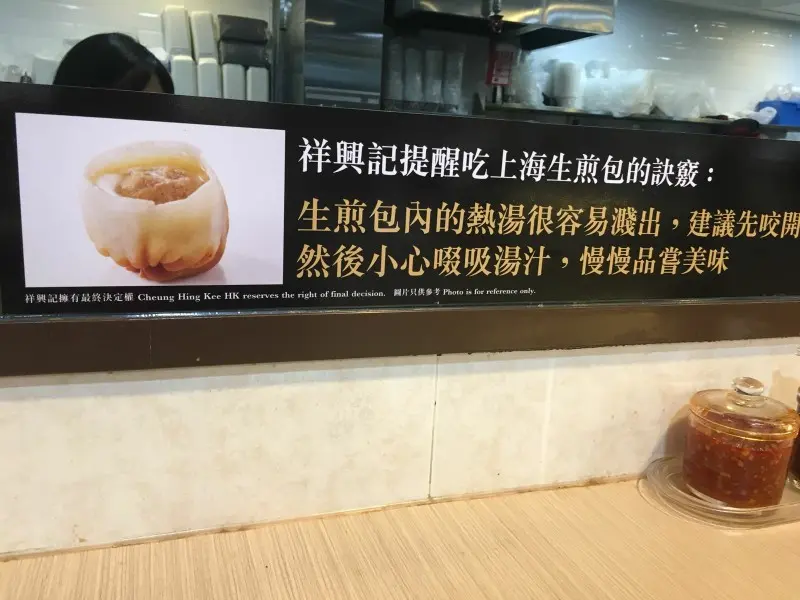 祥興記提醒吃上海生煎包的訣竅：
生煎包內的熱湯很容易濺出，建議先咬開
然後小心啜吸湯汁，慢慢品嘗美味
祥興記擁有最終決定權 Cheung Hing Kee HK reserves the right of final decision. 圖片只供參考 Photo is for reference only.